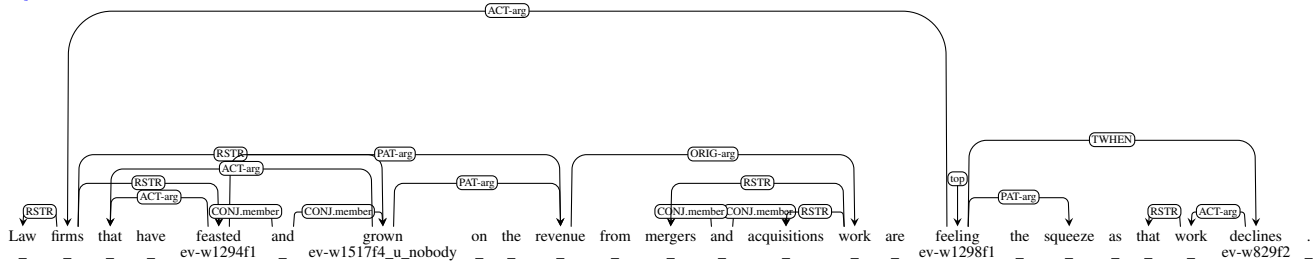 ACT-arg
TWHEN
RSTR PAT-arg ORIG-arg
ACT-arg
top
RSTR PAT-arg RSTR
ACT-arg PAT-arg
RSTR CONJ.member CONJ.member CONJ.member CONJ.member RSTR RSTR ACT-arg
Law firms that have feasted and grown on the revenue from mergers and acquisitions work are feeling the squeeze as that work declines .
_ _ _ _ ev-w1294f1 _ ev-w1517f4_u_nobody _ _ _ _ _ _ _ _ _ ev-w1298f1 _ _ _ _ _ ev-w829f2 _